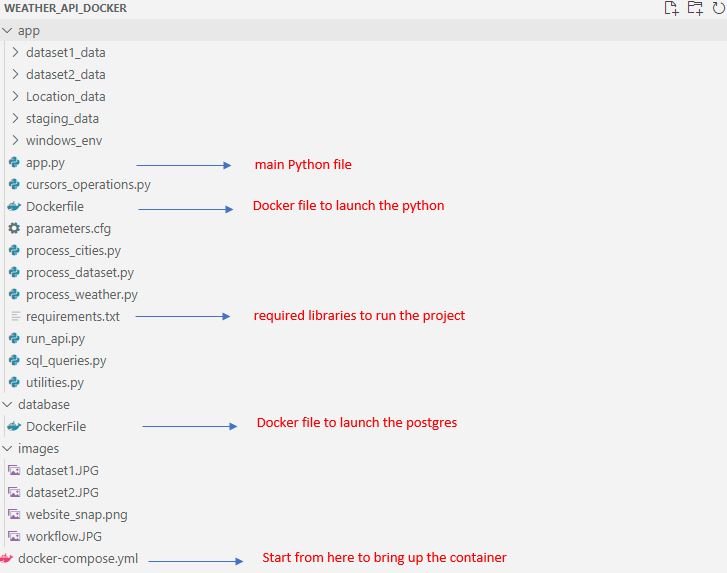 WEATHER_API_DOCKER
app
dataset1_data
dataset2_data
Location_data
staging_data
windows_env
app.py main Python file
cursors_operations.py
Dockerfile Docker file to launch the python
parameters.cfg
process_cities.py
process_dataset.py
process_weather.py
requirements.txt required libraries to run the project
run_api.py
sql_queries.py
utilities.py
database
DockerFile Docker file to launch the postgres
images
dataset1.JPG
dataset2.JPG
website_snap.png
workflow.JPG
docker-compose.yml Start from here to bring up the container